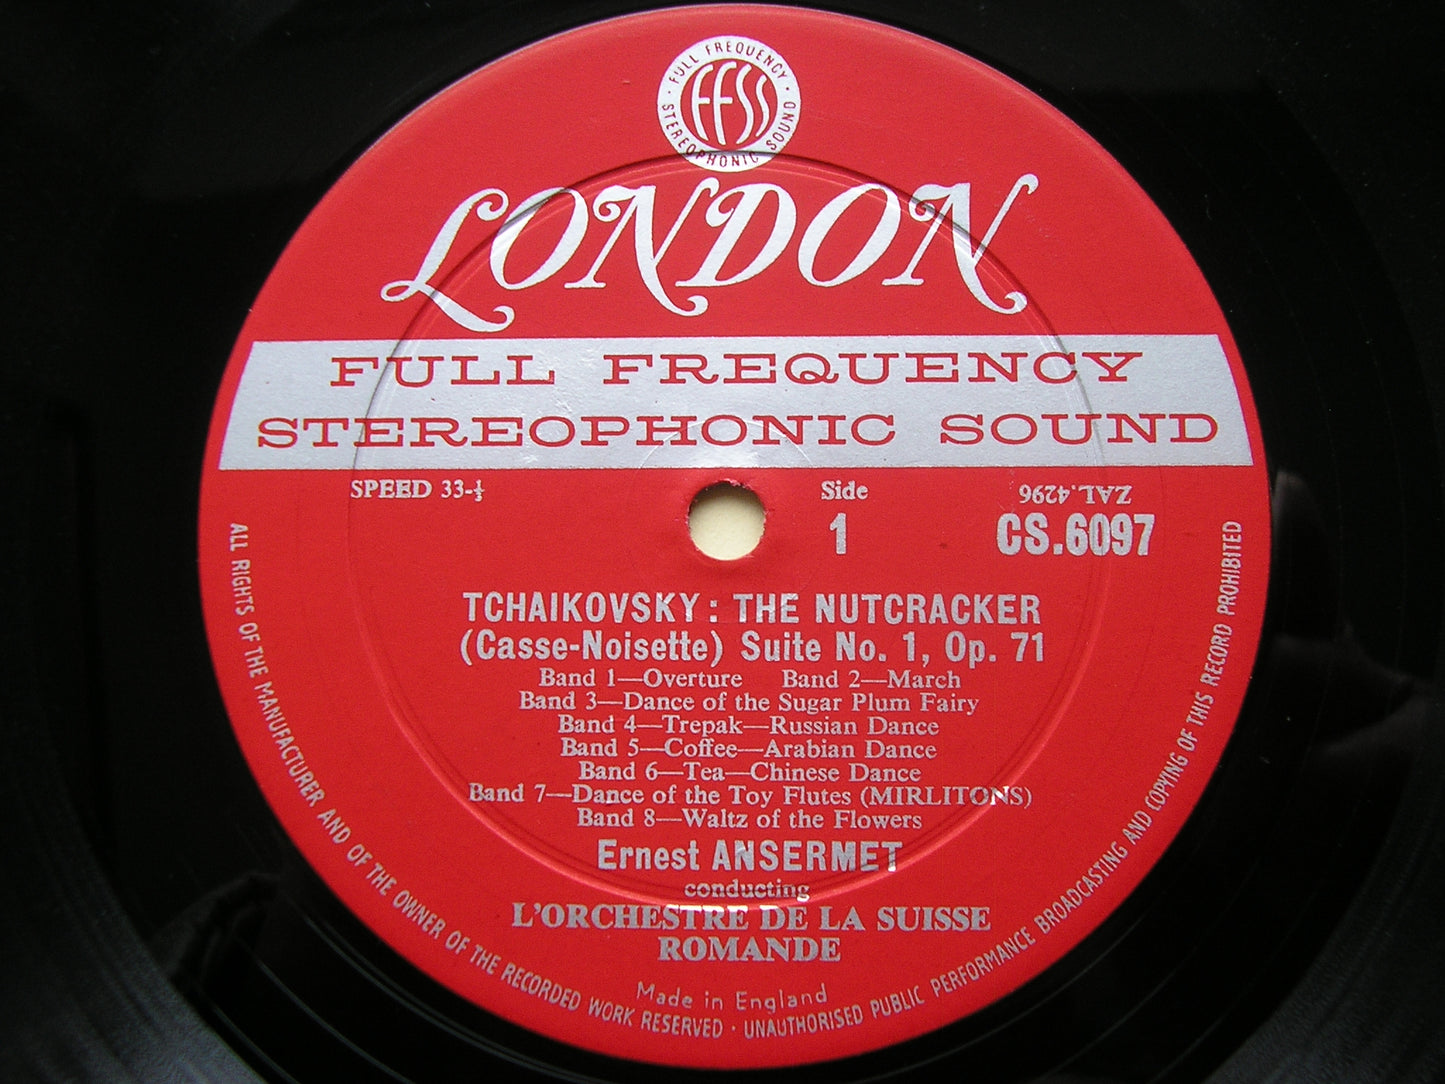 FULL FREQUENCY
FFSS
STEREOPHONIC SOUND
LONDON
FULL FREQUENCY
STEREOPHONIC SOUND
SPEED 33-⅓
Side
1
ZAL.4296
CS.6097
TCHAIKOVSKY : THE NUTCRACKER
(Casse-Noisette) Suite No. 1, Op. 71
Band 1—Overture Band 2—March
Band 3—Dance of the Sugar Plum Fairy
Band 4—Trepak—Russian Dance
Band 5—Coffee—Arabian Dance
Band 6—Tea—Chinese Dance
Band 7—Dance of the Toy Flutes (MIRLITONS)
Band 8—Waltz of the Flowers
Ernest ANSERMET
conducting
L'ORCHESTRE DE LA SUISSE
ROMANDE
Made in England
ALL RIGHTS OF THE MANUFACTURER AND OF THE OWNER OF THE RECORDED WORK RESERVED · UNAUTHORISED PUBLIC PERFORMANCE BROADCASTING AND COPYING OF THIS RECORD PROHIBITED